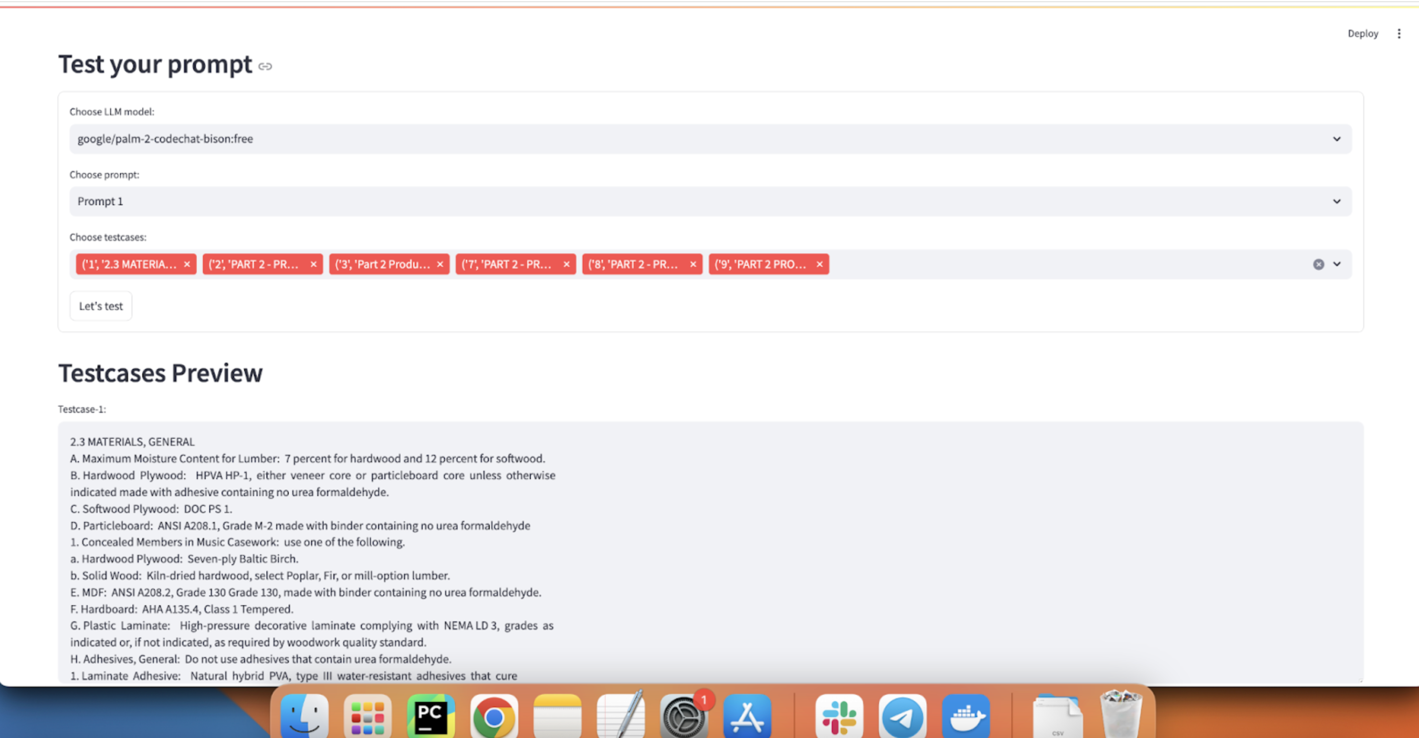 Deploy
Test your prompt
Choose LLM model:
google/palm-2-codechat-bison:free
Choose prompt:
Prompt 1
Choose testcases:
('1', '2.3 MATERIA... × ('2', 'PART 2 - PR... × ('3', 'Part 2 Produ... × ('7', 'PART 2 - PR... × ('8', 'PART 2 - PR... × ('9', 'PART 2 PRO... ×
Let's test
Testcases Preview
Testcase-1:
2.3 MATERIALS, GENERAL
A. Maximum Moisture Content for Lumber: 7 percent for hardwood and 12 percent for softwood.
B. Hardwood Plywood: HPVA HP-1, either veneer core or particleboard core unless otherwise
indicated made with adhesive containing no urea formaldehyde.
C. Softwood Plywood: DOC PS 1.
D. Particleboard: ANSI A208.1, Grade M-2 made with binder containing no urea formaldehyde
1. Concealed Members in Music Casework: use one of the following.
a. Hardwood Plywood: Seven-ply Baltic Birch.
b. Solid Wood: Kiln-dried hardwood, select Poplar, Fir, or mill-option lumber.
E. MDF: ANSI A208.2, Grade 130 Grade 130, made with binder containing no urea formaldehyde.
F. Hardboard: AHA A135.4, Class 1 Tempered.
G. Plastic Laminate: High-pressure decorative laminate complying with NEMA LD 3, grades as
indicated or, if not indicated, as required by woodwork quality standard.
H. Adhesives, General: Do not use adhesives that contain urea formaldehyde.
1. Laminate Adhesive: Natural hybrid PVA, type III water-resistant adhesives that cure
1
PC
CSV